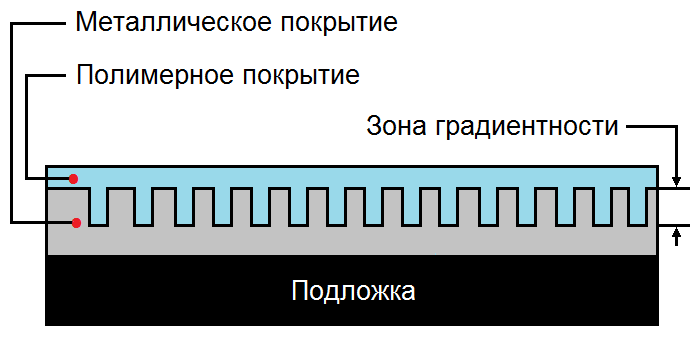 Металлическое покрытие
Полимерное покрытие
Зона градиентности
Подложка